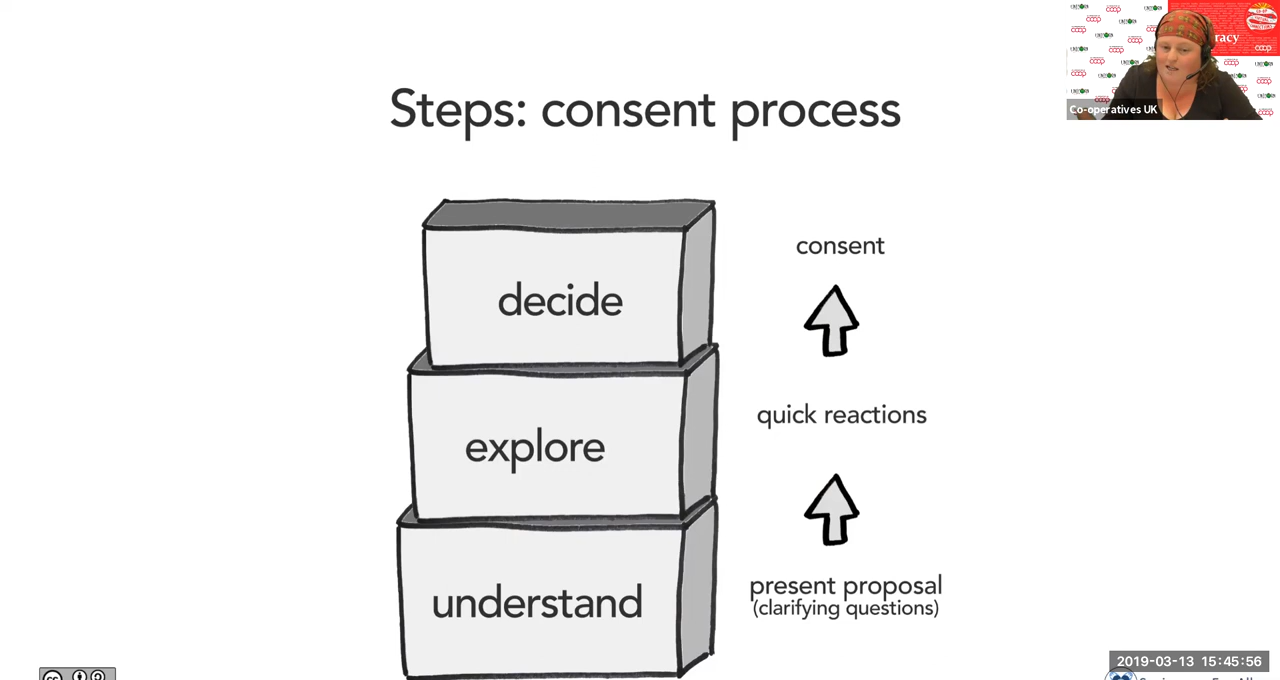 Steps: consent process
Co-operatives UK
decide
consent
explore
quick reactions
understand
present proposal
(clarifying questions)
2019-03-13 15:45:56